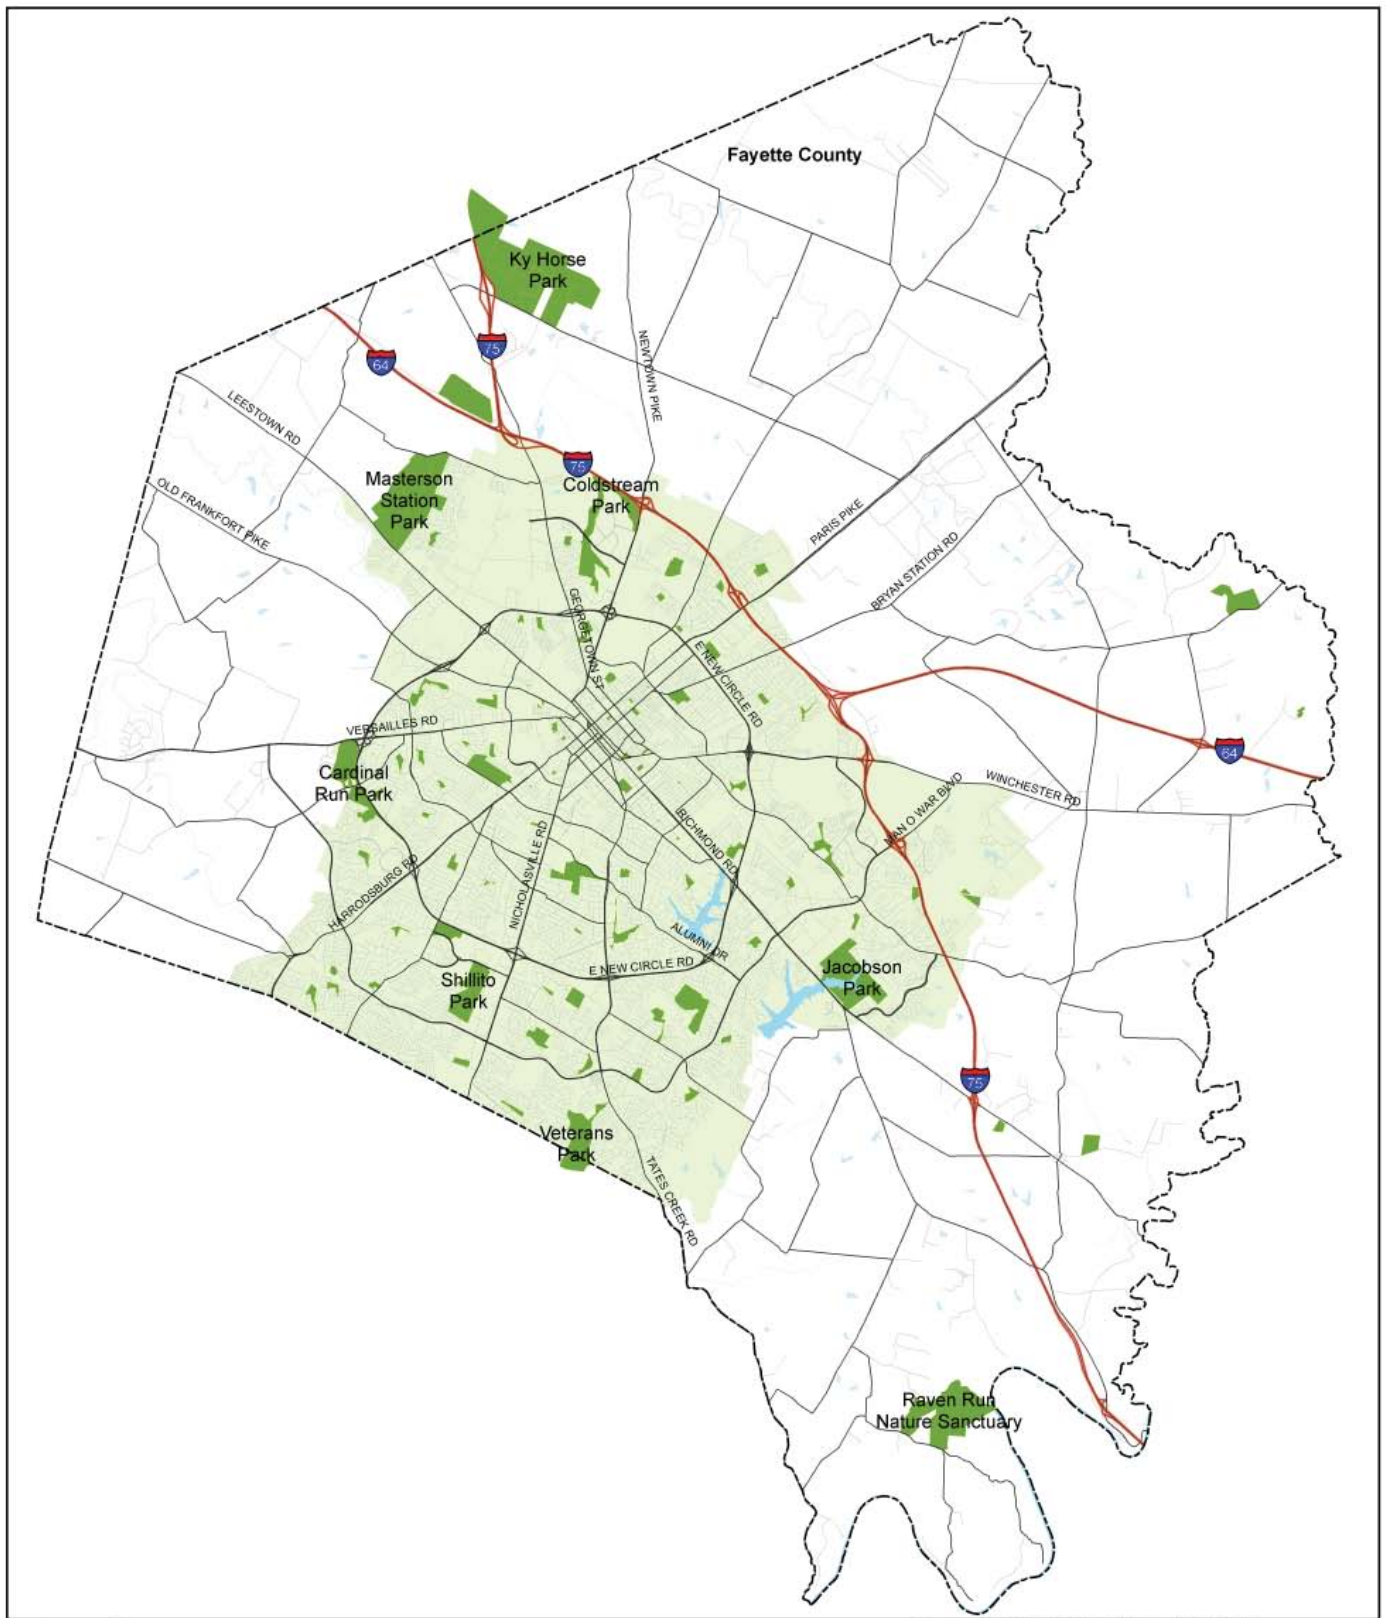 Fayette County
Ky Horse
Park
NEWTOWN PIKE
75
64
LEESTOWN RD
75
Masterson
Station
Park
Coldstream
Park
OLD FRANKFORT PIKE
PARIS PIKE
BRYAN STATION RD
GEORGETOWN ST
E NEW CIRCLE RD
VERSAILLES RD
64
Cardinal
Run Park
WINCHESTER RD
MAN O WAR BLVD
RICHMOND RD
NICHOLASVILLE RD
HARRODSBURG RD
ALUMNI DR
E NEW CIRCLE RD
Shillito
Park
Jacobson
Park
75
Veterans
Park
TATES CREEK RD
Raven Run
Nature Sanctuary